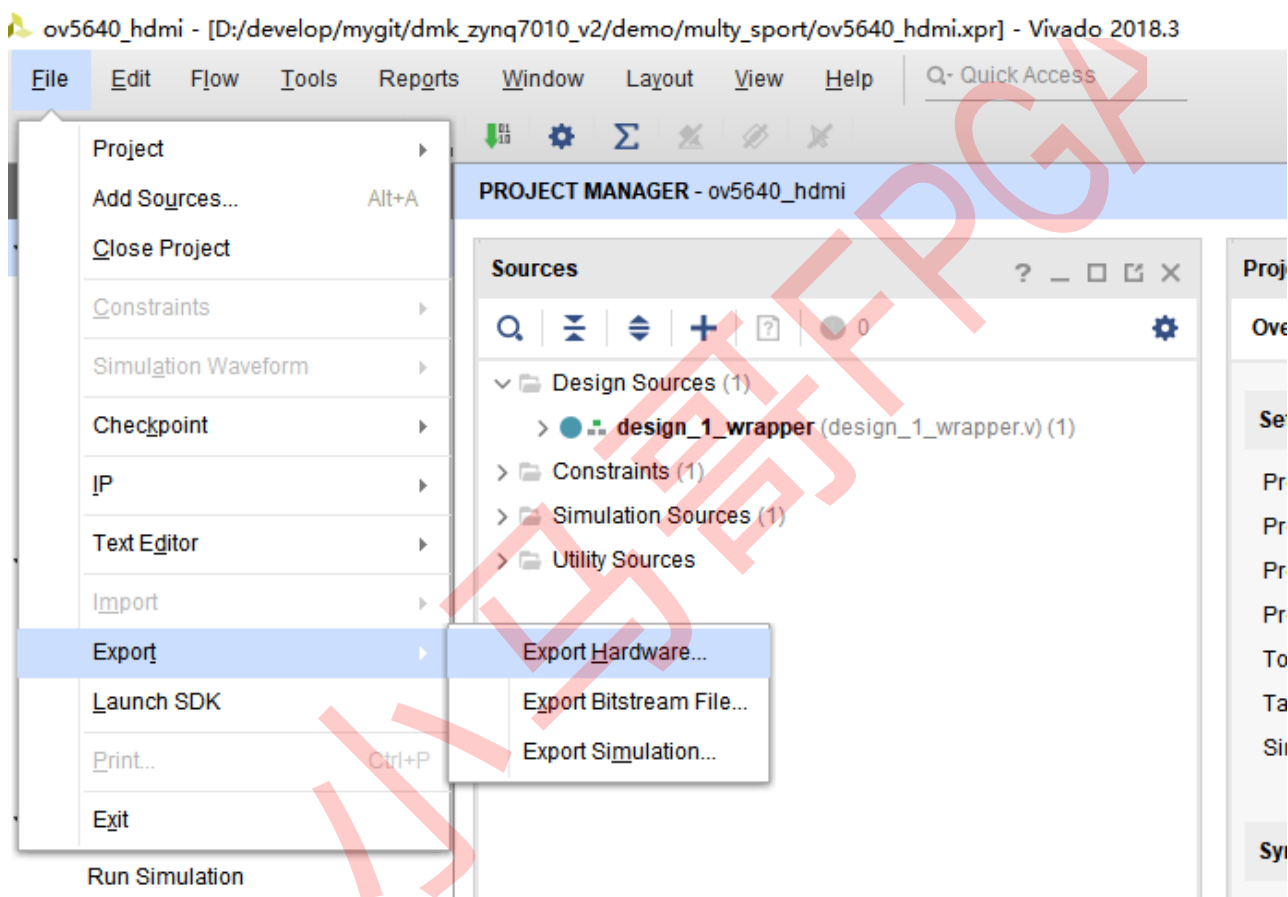 ov5640_hdmi - [D:/develop/mygit/dmk_zynq7010_v2/demo/multy_sport/ov5640_hdmi.xpr] - Vivado 2018.3
File Edit Flow Tools Reports Window Layout View Help Quick Access
Project
Add Sources... Alt+A
Close Project
Constraints
Simulation Waveform
Checkpoint
IP
Text Editor
Import
Export
Launch SDK
Print... Ctrl+P
Exit
Run Simulation
Export Hardware...
Export Bitstream File...
Export Simulation...
PROJECT MANAGER - ov5640_hdmi
Sources
0
Design Sources (1)
design_1_wrapper (design_1_wrapper.v) (1)
Constraints (1)
Simulation Sources (1)
Utility Sources
小马哥FPGA